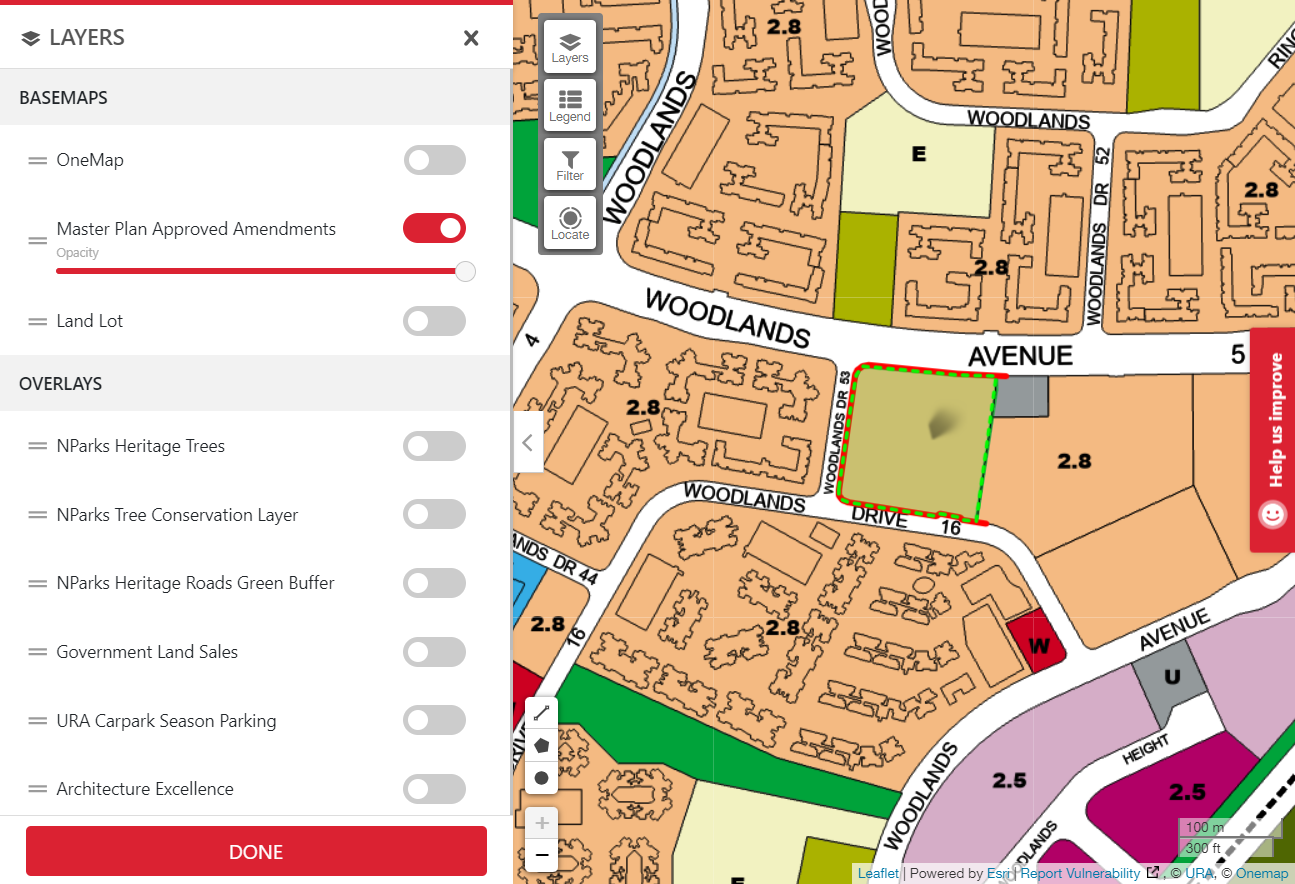 LAYERS
BASEMAPS
OneMap
Master Plan Approved Amendments
Opacity
Land Lot
OVERLAYS
NParks Heritage Trees
NParks Tree Conservation Layer
NParks Heritage Roads Green Buffer
Government Land Sales
URA Carpark Season Parking
Architecture Excellence
DONE
Layers
Legend
Filter
Locate
2.8
WOOD
RING
WOODLANDS
WOODLANDS
E
WOODLANDS DR 52
2.8
2.8
WOODLANDS AVENUE 5
4
2.8
WOODLANDS DR 53
2.8
WOODLANDS DRIVE 16
ANDS DR 44
2.8
16
2.8
W
AVENUE
U
HEIGHT
2.5
2.5
WOODLANDS
DRIVE
E
100 m
300 ft
Help us improve
Leaflet | Powered by Esri | Report Vulnerability , © URA, © Onemap